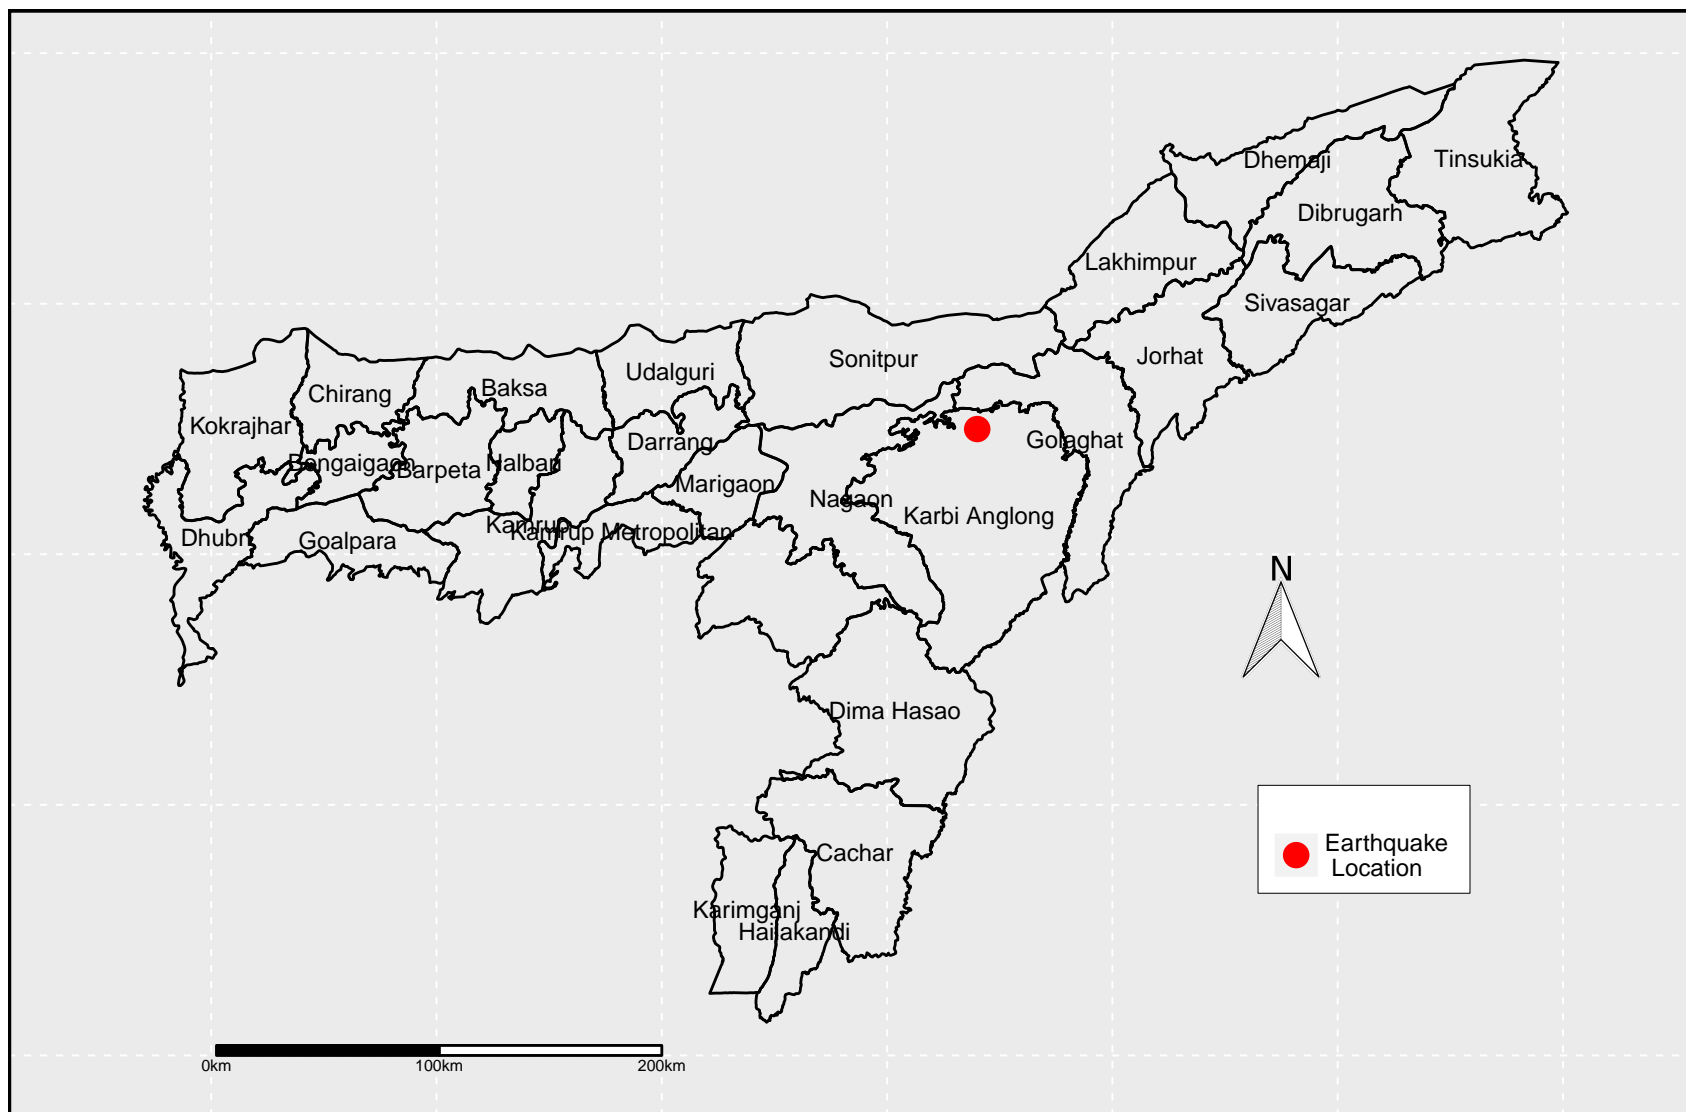 Dhemaji
Tinsukia
Dibrugarh
Lakhimpur
Sivasagar
Sonitpur
Jorhat
Udalguri
Baksa
Chirang
Kokrajhar
Darrang
Golaghat
Bongaigaon
Barpeta
Nalbari
Marigaon
Nagaon
Karbi Anglong
Kamrup
Kamrup Metropolitan
Dhubri
Goalpara
N
Dima Hasao
Earthquake
Location
Cachar
Karimganj
Hailakandi
0km
100km
200km